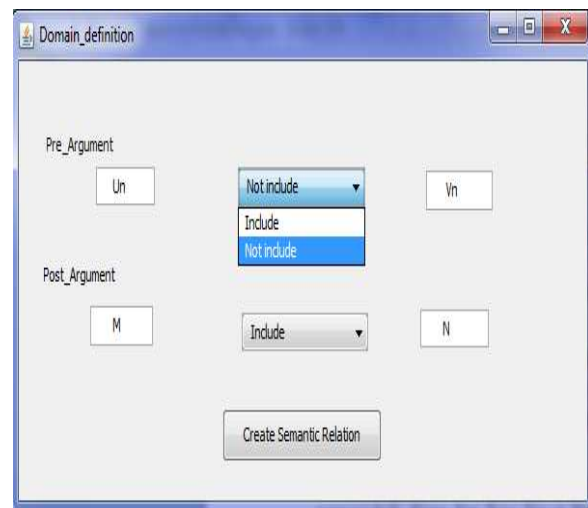 Domain_definition
Pre_Argument
Un Not include Vn
Include
Not include
Post_Argument
M Include N
Create Semantic Relation